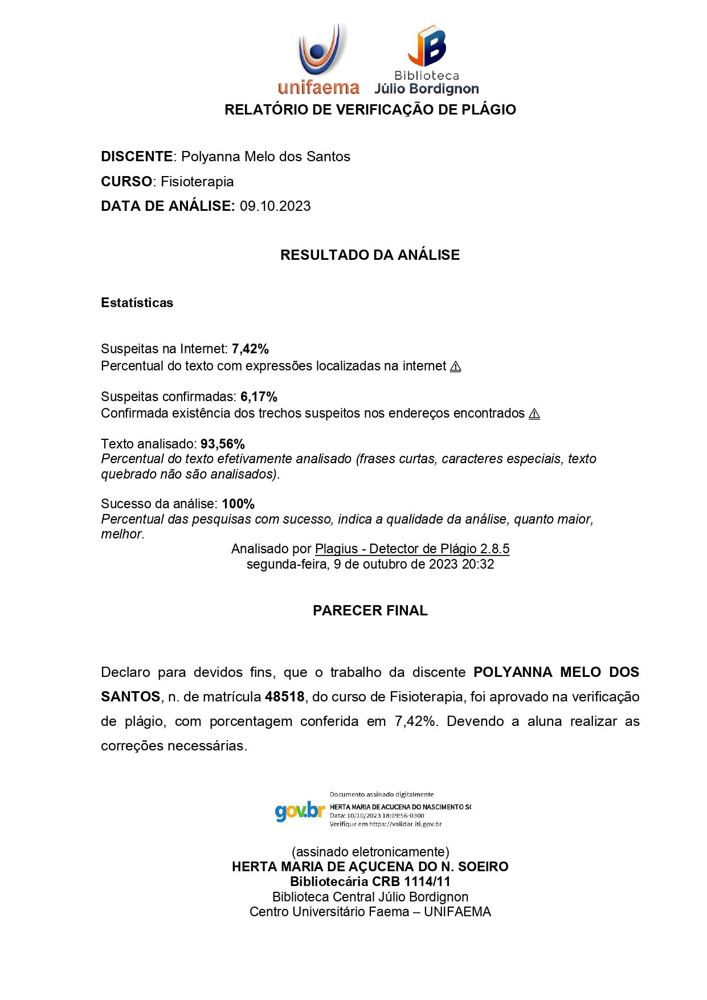 unifaema
JB
Biblioteca
Júlio Bordignon
RELATÓRIO DE VERIFICAÇÃO DE PLÁGIO
DISCENTE: Polyanna Melo dos Santos
CURSO: Fisioterapia
DATA DE ANÁLISE: 09.10.2023
RESULTADO DA ANÁLISE
Estatísticas
Suspeitas na Internet: 7,42%
Percentual do texto com expressões localizadas na internet ⚠
Suspeitas confirmadas: 6,17%
Confirmada existência dos trechos suspeitos nos endereços encontrados ⚠
Texto analisado: 93,56%
Percentual do texto efetivamente analisado (frases curtas, caracteres especiais, texto
quebrado não são analisados).
Sucesso da análise: 100%
Percentual das pesquisas com sucesso, indica a qualidade da análise, quanto maior,
melhor.
Analisado por Plagius - Detector de Plágio 2.8.5
segunda-feira, 9 de outubro de 2023 20:32
PARECER FINAL
Declaro para devidos fins, que o trabalho da discente POLYANNA MELO DOS
SANTOS, n. de matrícula 48518, do curso de Fisioterapia, foi aprovado na verificação
de plágio, com porcentagem conferida em 7,42%. Devendo a aluna realizar as
correções necessárias.
gov.br
Documento assinado digitalmente
HERTA MARIA DE ACUCENA DO NASCIMENTO SO
Data: 10/10/2023 18:09:56-0300
Verifique em https://validar.iti.gov.br
(assinado eletronicamente)
HERTA MARIA DE AÇUCENA DO N. SOEIRO
Bibliotecária CRB 1114/11
Biblioteca Central Júlio Bordignon
Centro Universitário Faema – UNIFAEMA